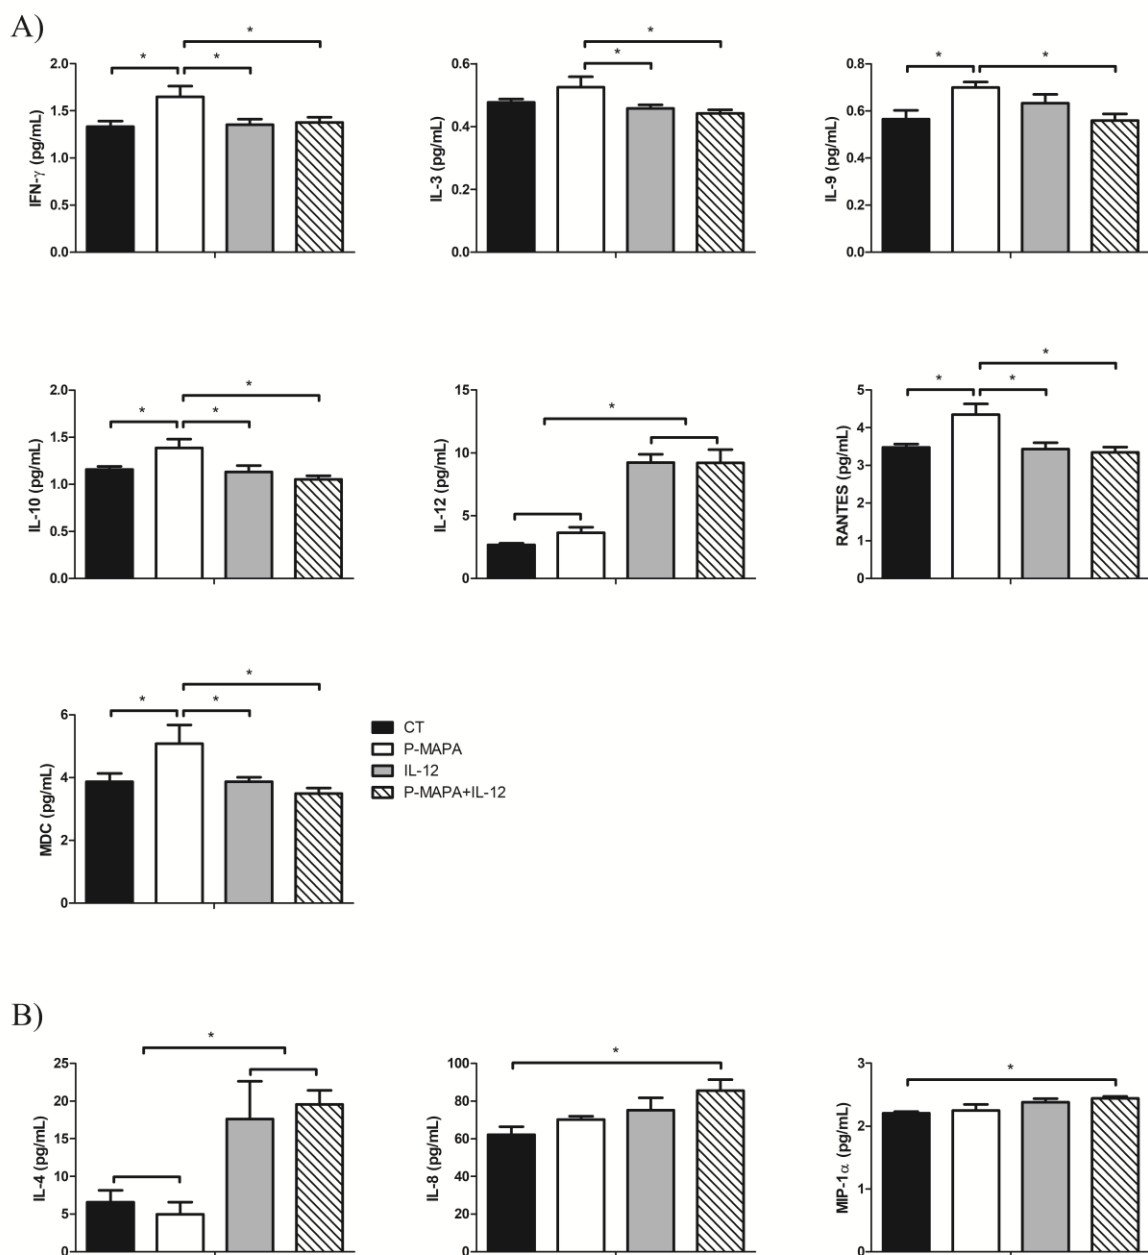 A)
* * *
IFN-γ (pg/mL)
2.0
1.5
1.0
0.5
0.0
* *
IL-3 (pg/mL)
0.6
0.4
0.2
0.0
* *
IL-9 (pg/mL)
0.8
0.6
0.4
0.2
0.0
* * *
IL-10 (pg/mL)
2.0
1.5
1.0
0.5
0.0
*
IL-12 (pg/mL)
15
10
5
0
* * *
RANTES (pg/mL)
5
4
3
2
1
0
* * *
MDC (pg/mL)
6
4
2
0
CT
P-MAPA
IL-12
P-MAPA+IL-12
B)
*
IL-4 (pg/mL)
25
20
15
10
5
0
*
IL-8 (pg/mL)
100
80
60
40
20
0
*
MIP-1α (pg/mL)
3
2
1
0